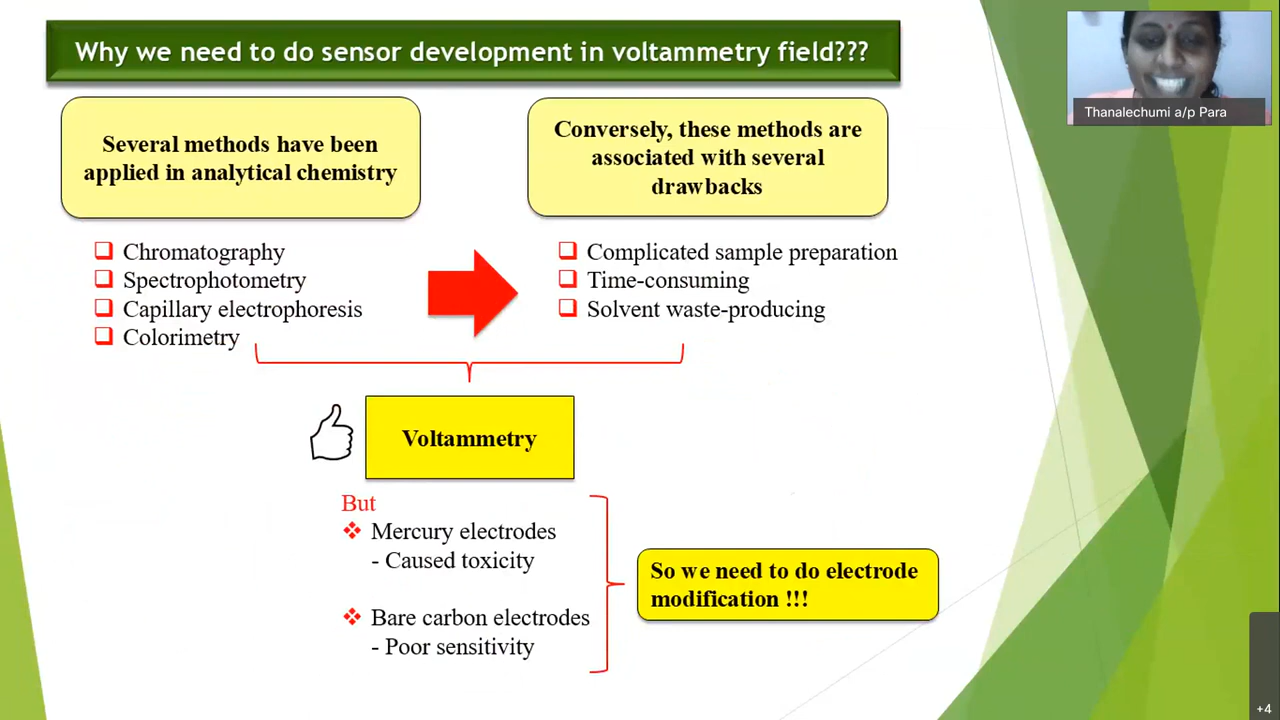 Why we need to do sensor development in voltammetry field???
Thanalechumi a/p Para
Several methods have been
applied in analytical chemistry
Conversely, these methods are
associated with several
drawbacks
Chromatography
Spectrophotometry
Capillary electrophoresis
Colorimetry
Complicated sample preparation
Time-consuming
Solvent waste-producing
Voltammetry
But
Mercury electrodes
- Caused toxicity
Bare carbon electrodes
- Poor sensitivity
So we need to do electrode
modification !!!
+4